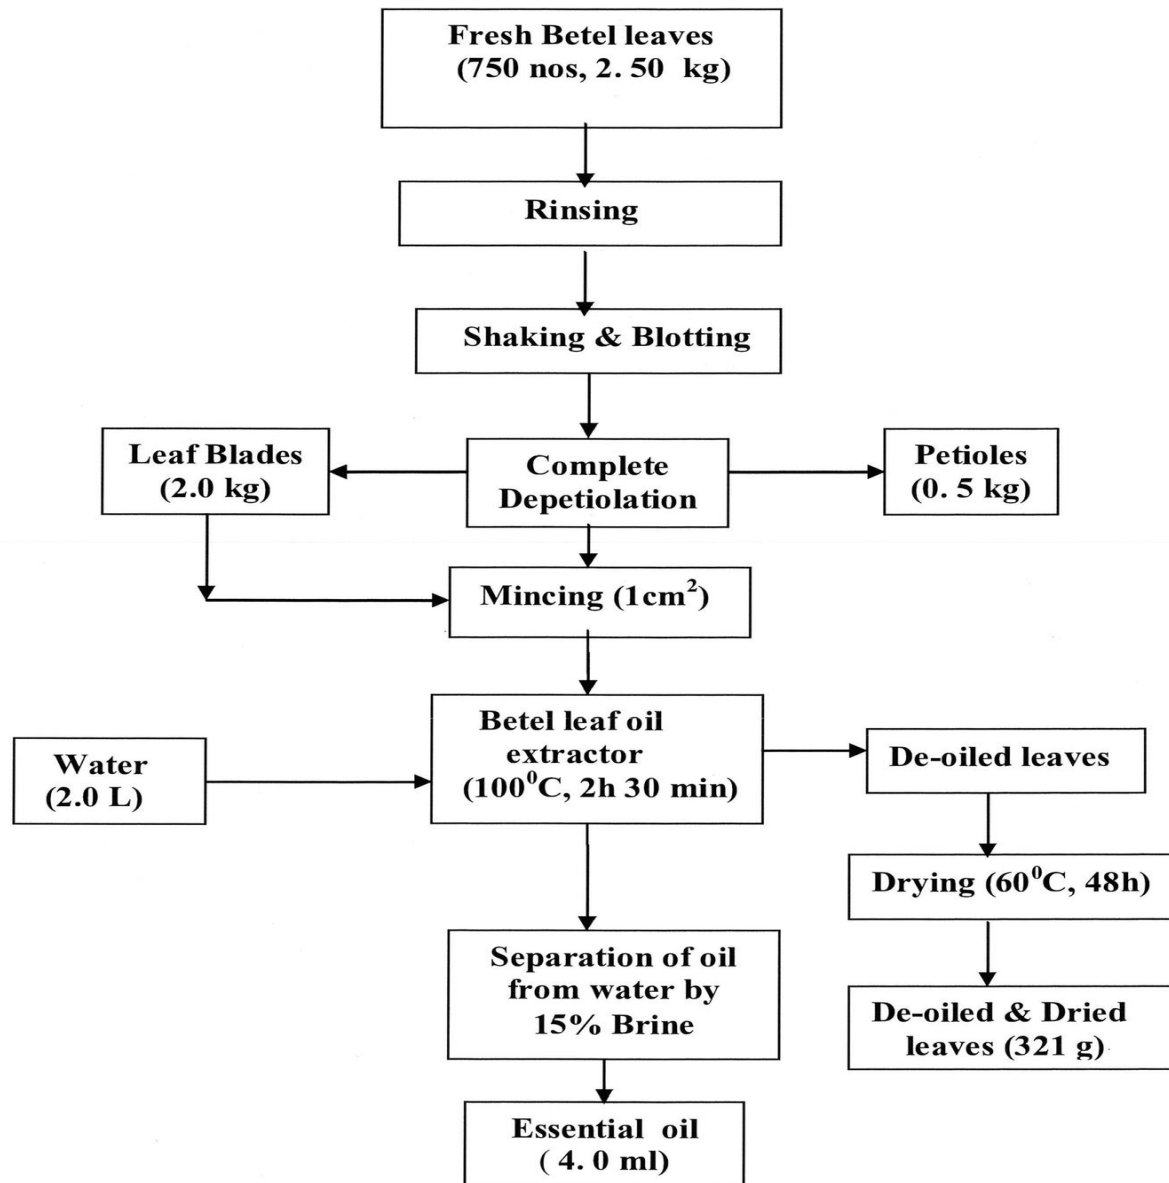 Fresh Betel leaves
(750 nos, 2. 50 kg)
Rinsing
Shaking & Blotting
Leaf Blades
(2.0 kg)
Complete
Depetiolation
Petioles
(0. 5 kg)
Mincing (1cm²)
Betel leaf oil
extractor
(100⁰C, 2h 30 min)
Water
(2.0 L)
De-oiled leaves
Drying (60⁰C, 48h)
Separation of oil
from water by
15% Brine
De-oiled & Dried
leaves (321 g)
Essential oil
( 4. 0 ml)